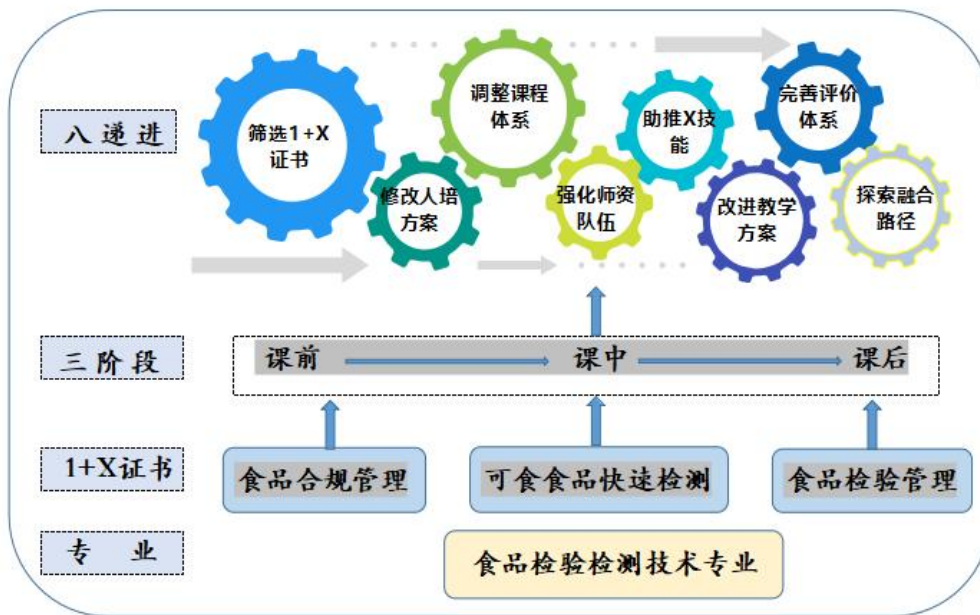 八递进
筛选1+X
证书
修改人培
方案
调整课程
体系
强化师资
队伍
助推X技
能
改进教学
方案
完善评价
体系
探索融合
路径
三阶段
课前
课中
课后
1+X证书
食品合规管理
可食食品快速检测
食品检验管理
专 业
食品检验检测技术专业